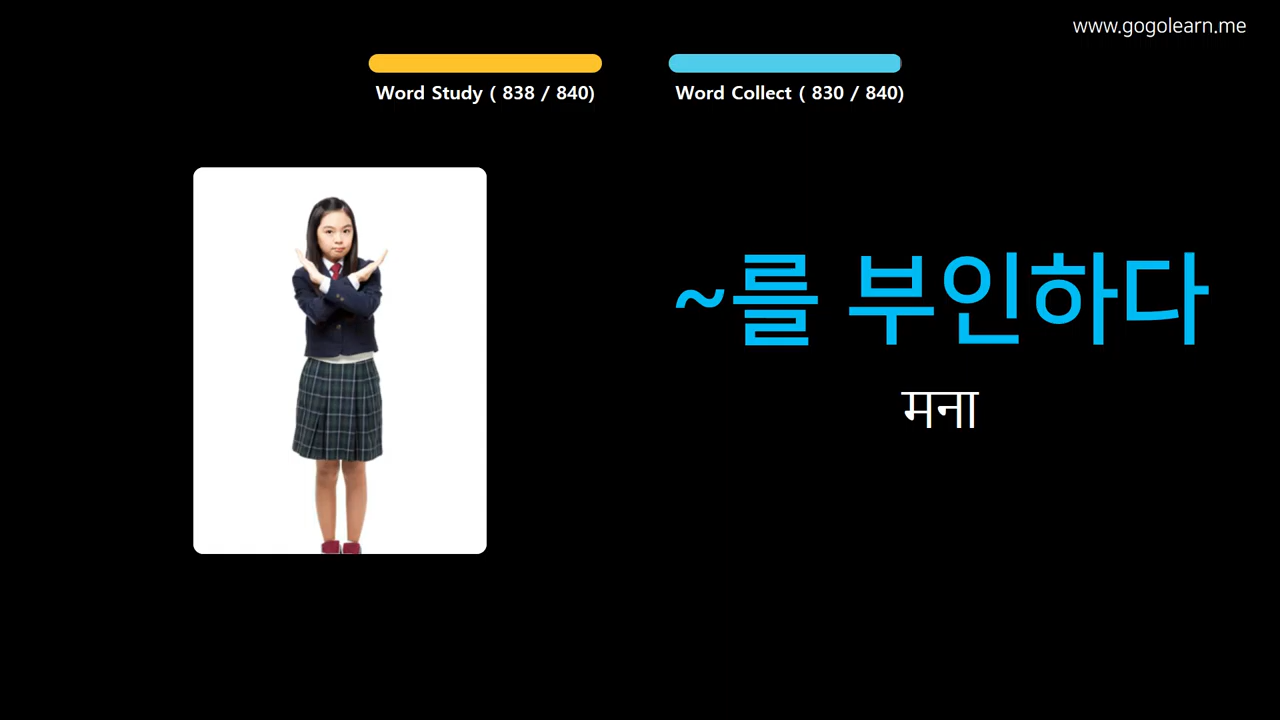 www.gogolearn.me
Word Study ( 838 / 840)
Word Collect ( 830 / 840)
~를 부인하다
मना